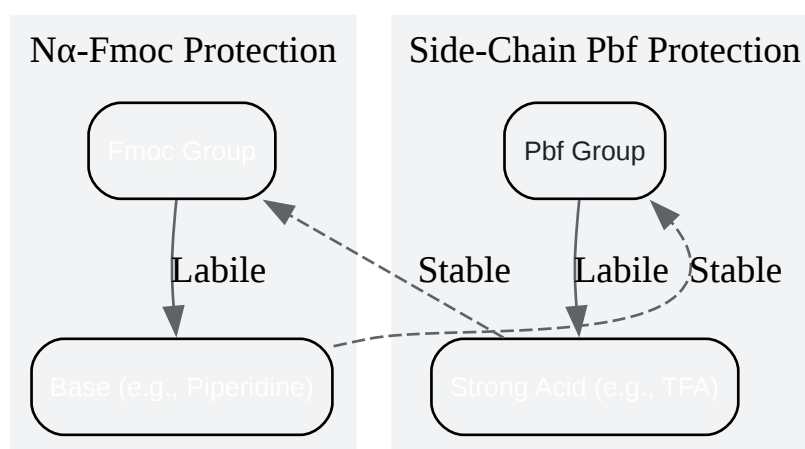 Nα-Fmoc Protection
Side-Chain Pbf Protection
Fmoc Group
Pbf Group
Labile
Stable
Labile
Stable
Base (e.g., Piperidine)
Strong Acid (e.g., TFA)